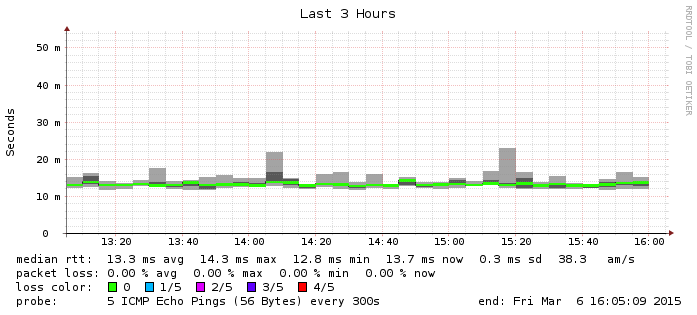 Last 3 Hours
RRDTOOL / TOBI OETIKER
Seconds
50 m
40 m
30 m
20 m
10 m
0
13:20 13:40 14:00 14:20 14:40 15:00 15:20 15:40 16:00
median rtt: 13.3 ms avg 14.3 ms max 12.8 ms min 13.7 ms now 0.3 ms sd 38.3 am/s
packet loss: 0.00 % avg 0.00 % max 0.00 % min 0.00 % now
loss color: 0 1/5 2/5 3/5 4/5
probe: 5 ICMP Echo Pings (56 Bytes) every 300s end: Fri Mar 6 16:05:09 2015